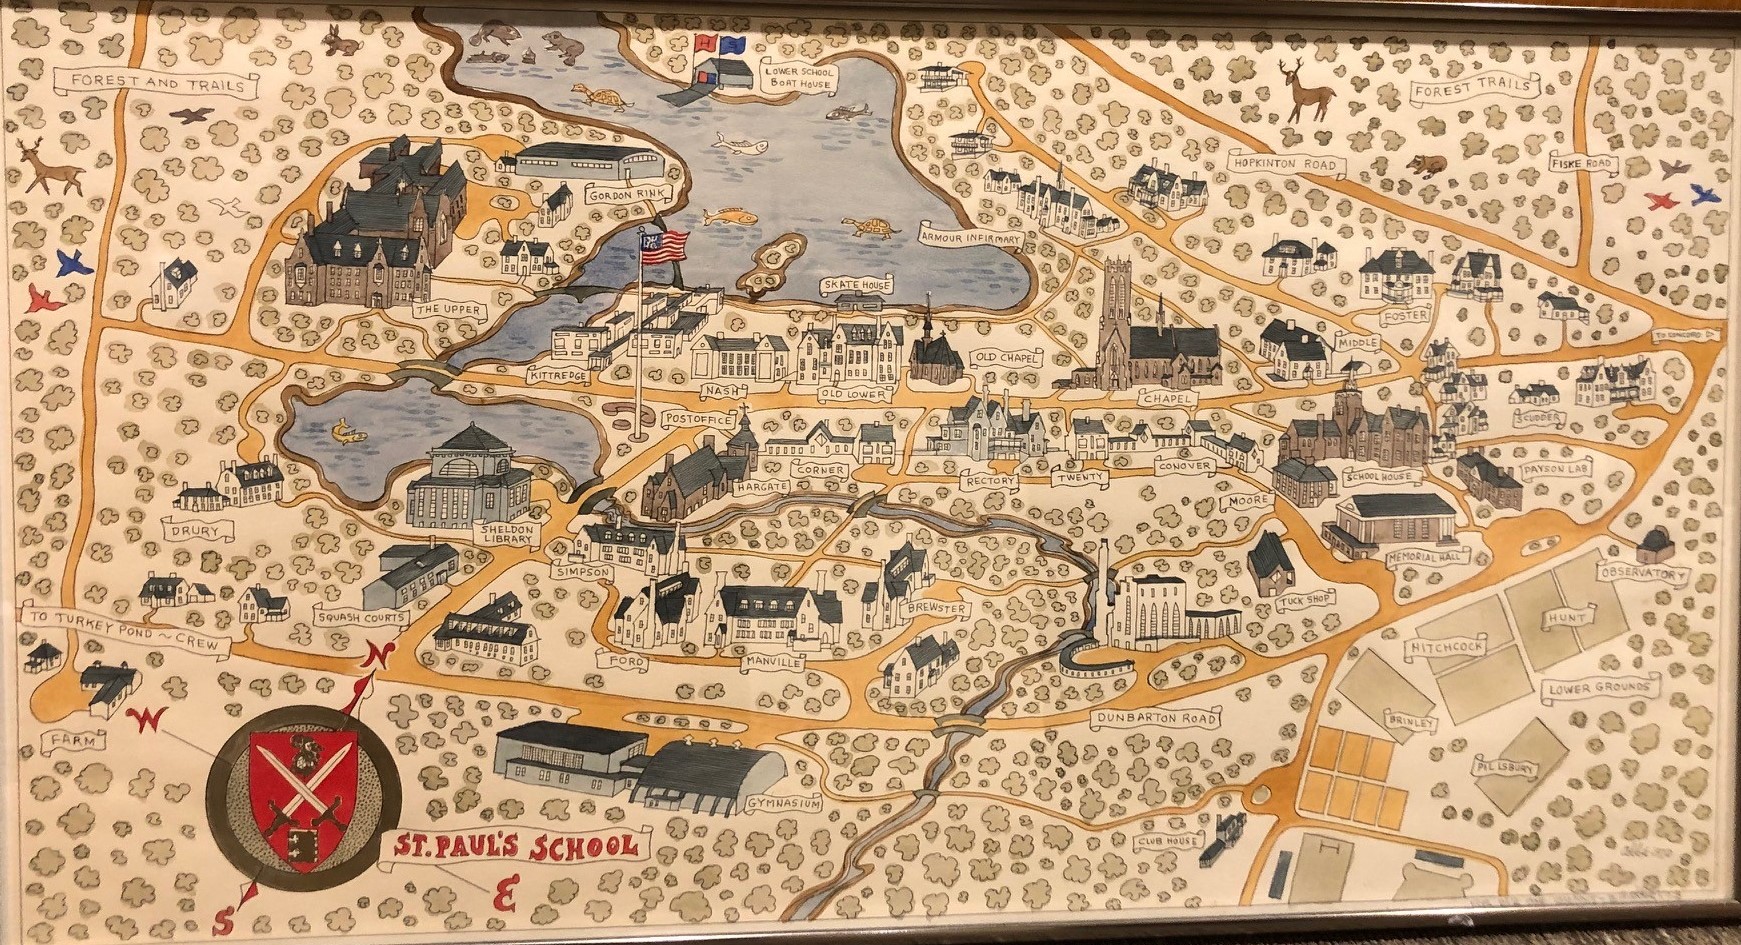 LOWER SCHOOL
BOAT HOUSE
FOREST AND TRAILS
FOREST TRAILS
HOPKINTON ROAD
FISKE ROAD
GORDON RINK
ARMOUR INFIRMARY
SKATE HOUSE
THE UPPER
FOSTER
TO CONCORD
MIDDLE
OLD CHAPEL
KITTREDGE
NASH
OLD LOWER
CHAPEL
POSTOFFICE
SCUDDER
CORNER
RECTORY
TWENTY
CONOVER
SCHOOL HOUSE
PAYSON LAB
HARGATE
MOORE
DRURY
SHELDON
LIBRARY
MEMORIAL HALL
OBSERVATORY
SIMPSON
TUCK SHOP
BREWSTER
SQUASH COURTS
HUNT
TO TURKEY POND ~ CREW
HITCHCOCK
FORD
MANVILLE
N
LOWER GROUNDS
W
DUNBARTON ROAD
BRINLEY
FARM
PILLSBURY
GYMNASIUM
ST. PAUL'S SCHOOL
CLUB HOUSE
E
S